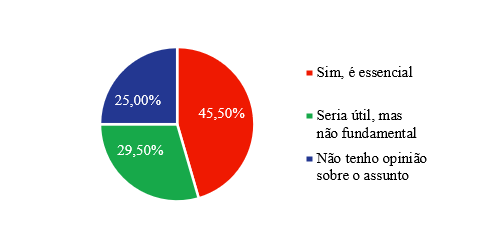 25,00%
45,50%
29,50%
Sim, é essencial
Seria útil, mas
não fundamental
Não tenho opinião
sobre o assunto